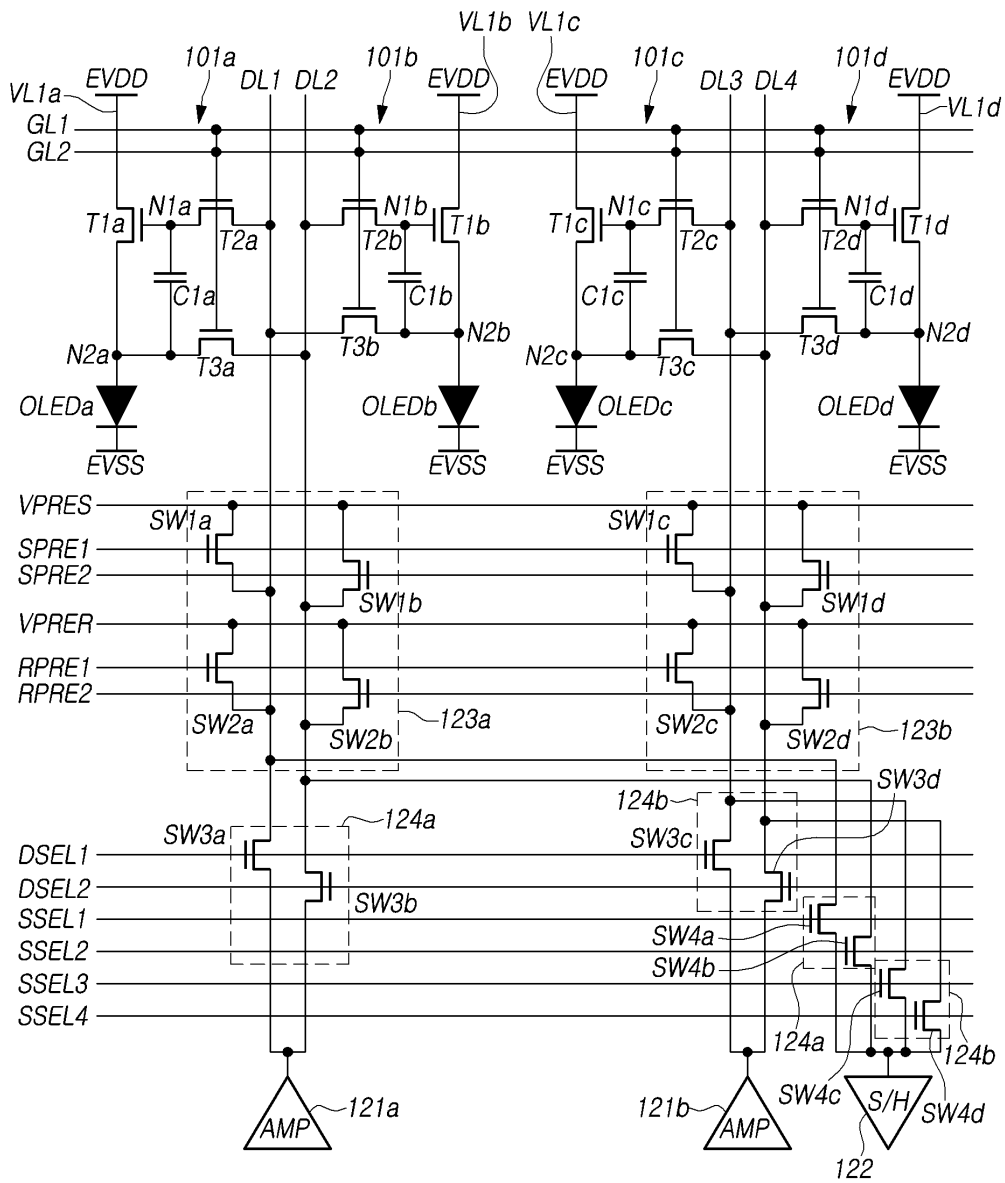 VL1b VL1c
101a 101b 101c 101d
EVDD DL1 DL2 EVDD EVDD DL3 DL4 EVDD
VL1a VL1d
GL1
GL2
N1a N1b N1c N1d
T1a T2a T2b T1b T1c T2c T2d T1d
C1a C1b C1c C1d
N2a T3a T3b N2b N2c T3c T3d N2d
OLEDa OLEDb OLEDc OLEDd
EVSS EVSS EVSS EVSS
VPRES
SW1a SW1c
SPRE1
SPRE2
SW1b SW1d
VPRER
RPRE1
RPRE2
SW2a SW2b 123a SW2c SW2d 123b
SW3d
124a 124b
SW3a SW3c
DSEL1
DSEL2
SW3b
SSEL1
SW4a
SSEL2
SW4b
SSEL3
SSEL4
124a 124b
SW4c SW4d
AMP 121a 121b AMP S/H
122